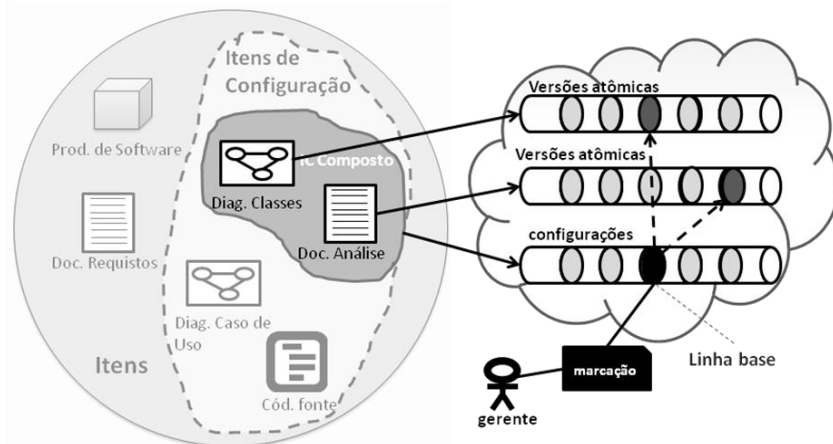 Itens de
Configuração
Prod. de Software
IC Composto
Diag. Classes
Doc. Requistos
Doc. Análise
Diag. Caso de
Uso
Itens
Cód. fonte
Versões atômicas
Versões atômicas
configurações
Linha base
marcação
gerente